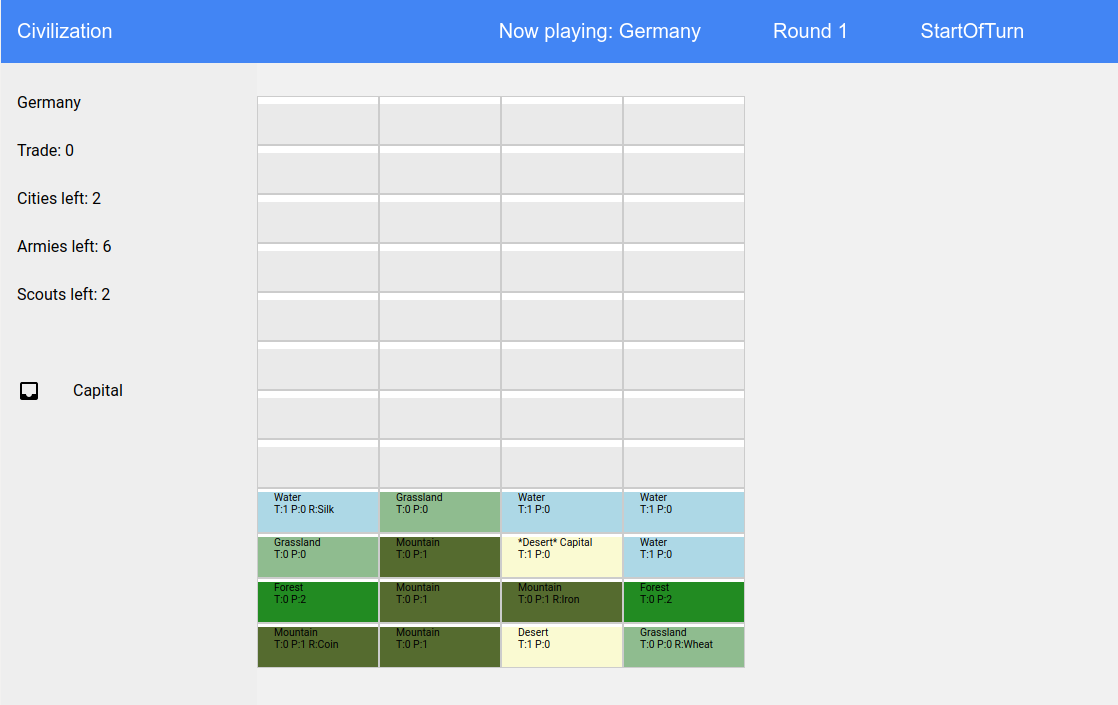 Civilization
Now playing: Germany
Round 1
StartOfTurn
Germany
Trade: 0
Cities left: 2
Armies left: 6
Scouts left: 2
Capital
Water
T:1 P:0 R:Silk
Grassland
T:0 P:0
Water
T:1 P:0
Water
T:1 P:0
Grassland
T:0 P:0
Mountain
T:0 P:1
*Desert* Capital
T:1 P:0
Water
T:1 P:0
Forest
T:0 P:2
Mountain
T:0 P:1
Mountain
T:0 P:1 R:Iron
Forest
T:0 P:2
Mountain
T:0 P:1 R:Coin
Mountain
T:0 P:1
Desert
T:1 P:0
Grassland
T:0 P:0 R:Wheat